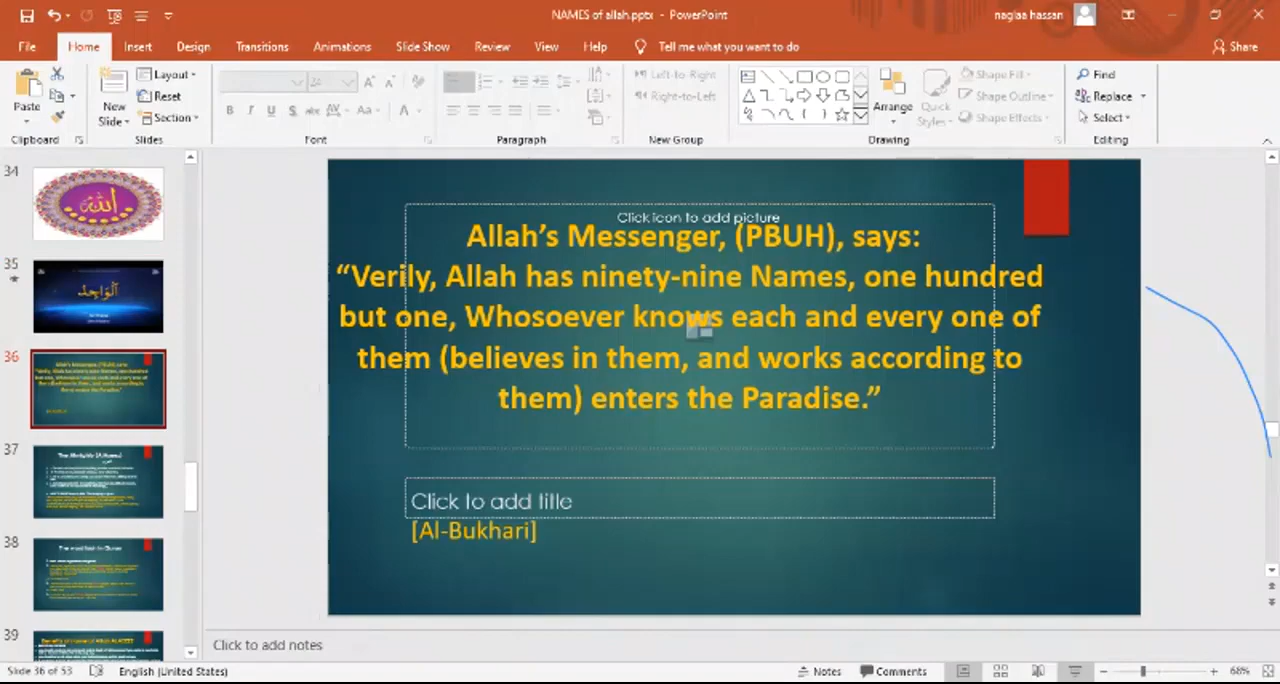 NAMES of allah.pptx - PowerPoint
naglaa hassan
File Home Insert Design Transitions Animations Slide Show Review View Help Tell me what you want to do
Share
Paste
New Slide
Layout
Reset
Section
24
B I U S abc AV Aa A
Left-to-Right
Right-to-Left
Arrange
Quick Styles
Shape Fill
Shape Outline
Shape Effects
Find
Replace
Select
Clipboard Slides Font Paragraph New Group Drawing Editing
34
الله
35
36
37
38
39
Click icon to add picture
Allah’s Messenger, (PBUH), says:
“Verily, Allah has ninety-nine Names, one hundred
but one, Whosoever knows each and every one of
them (believes in them, and works according to
them) enters the Paradise.”
Click to add title
[Al-Bukhari]
Click to add notes
Slide 36 of 53 English (United States) Notes Comments 68%